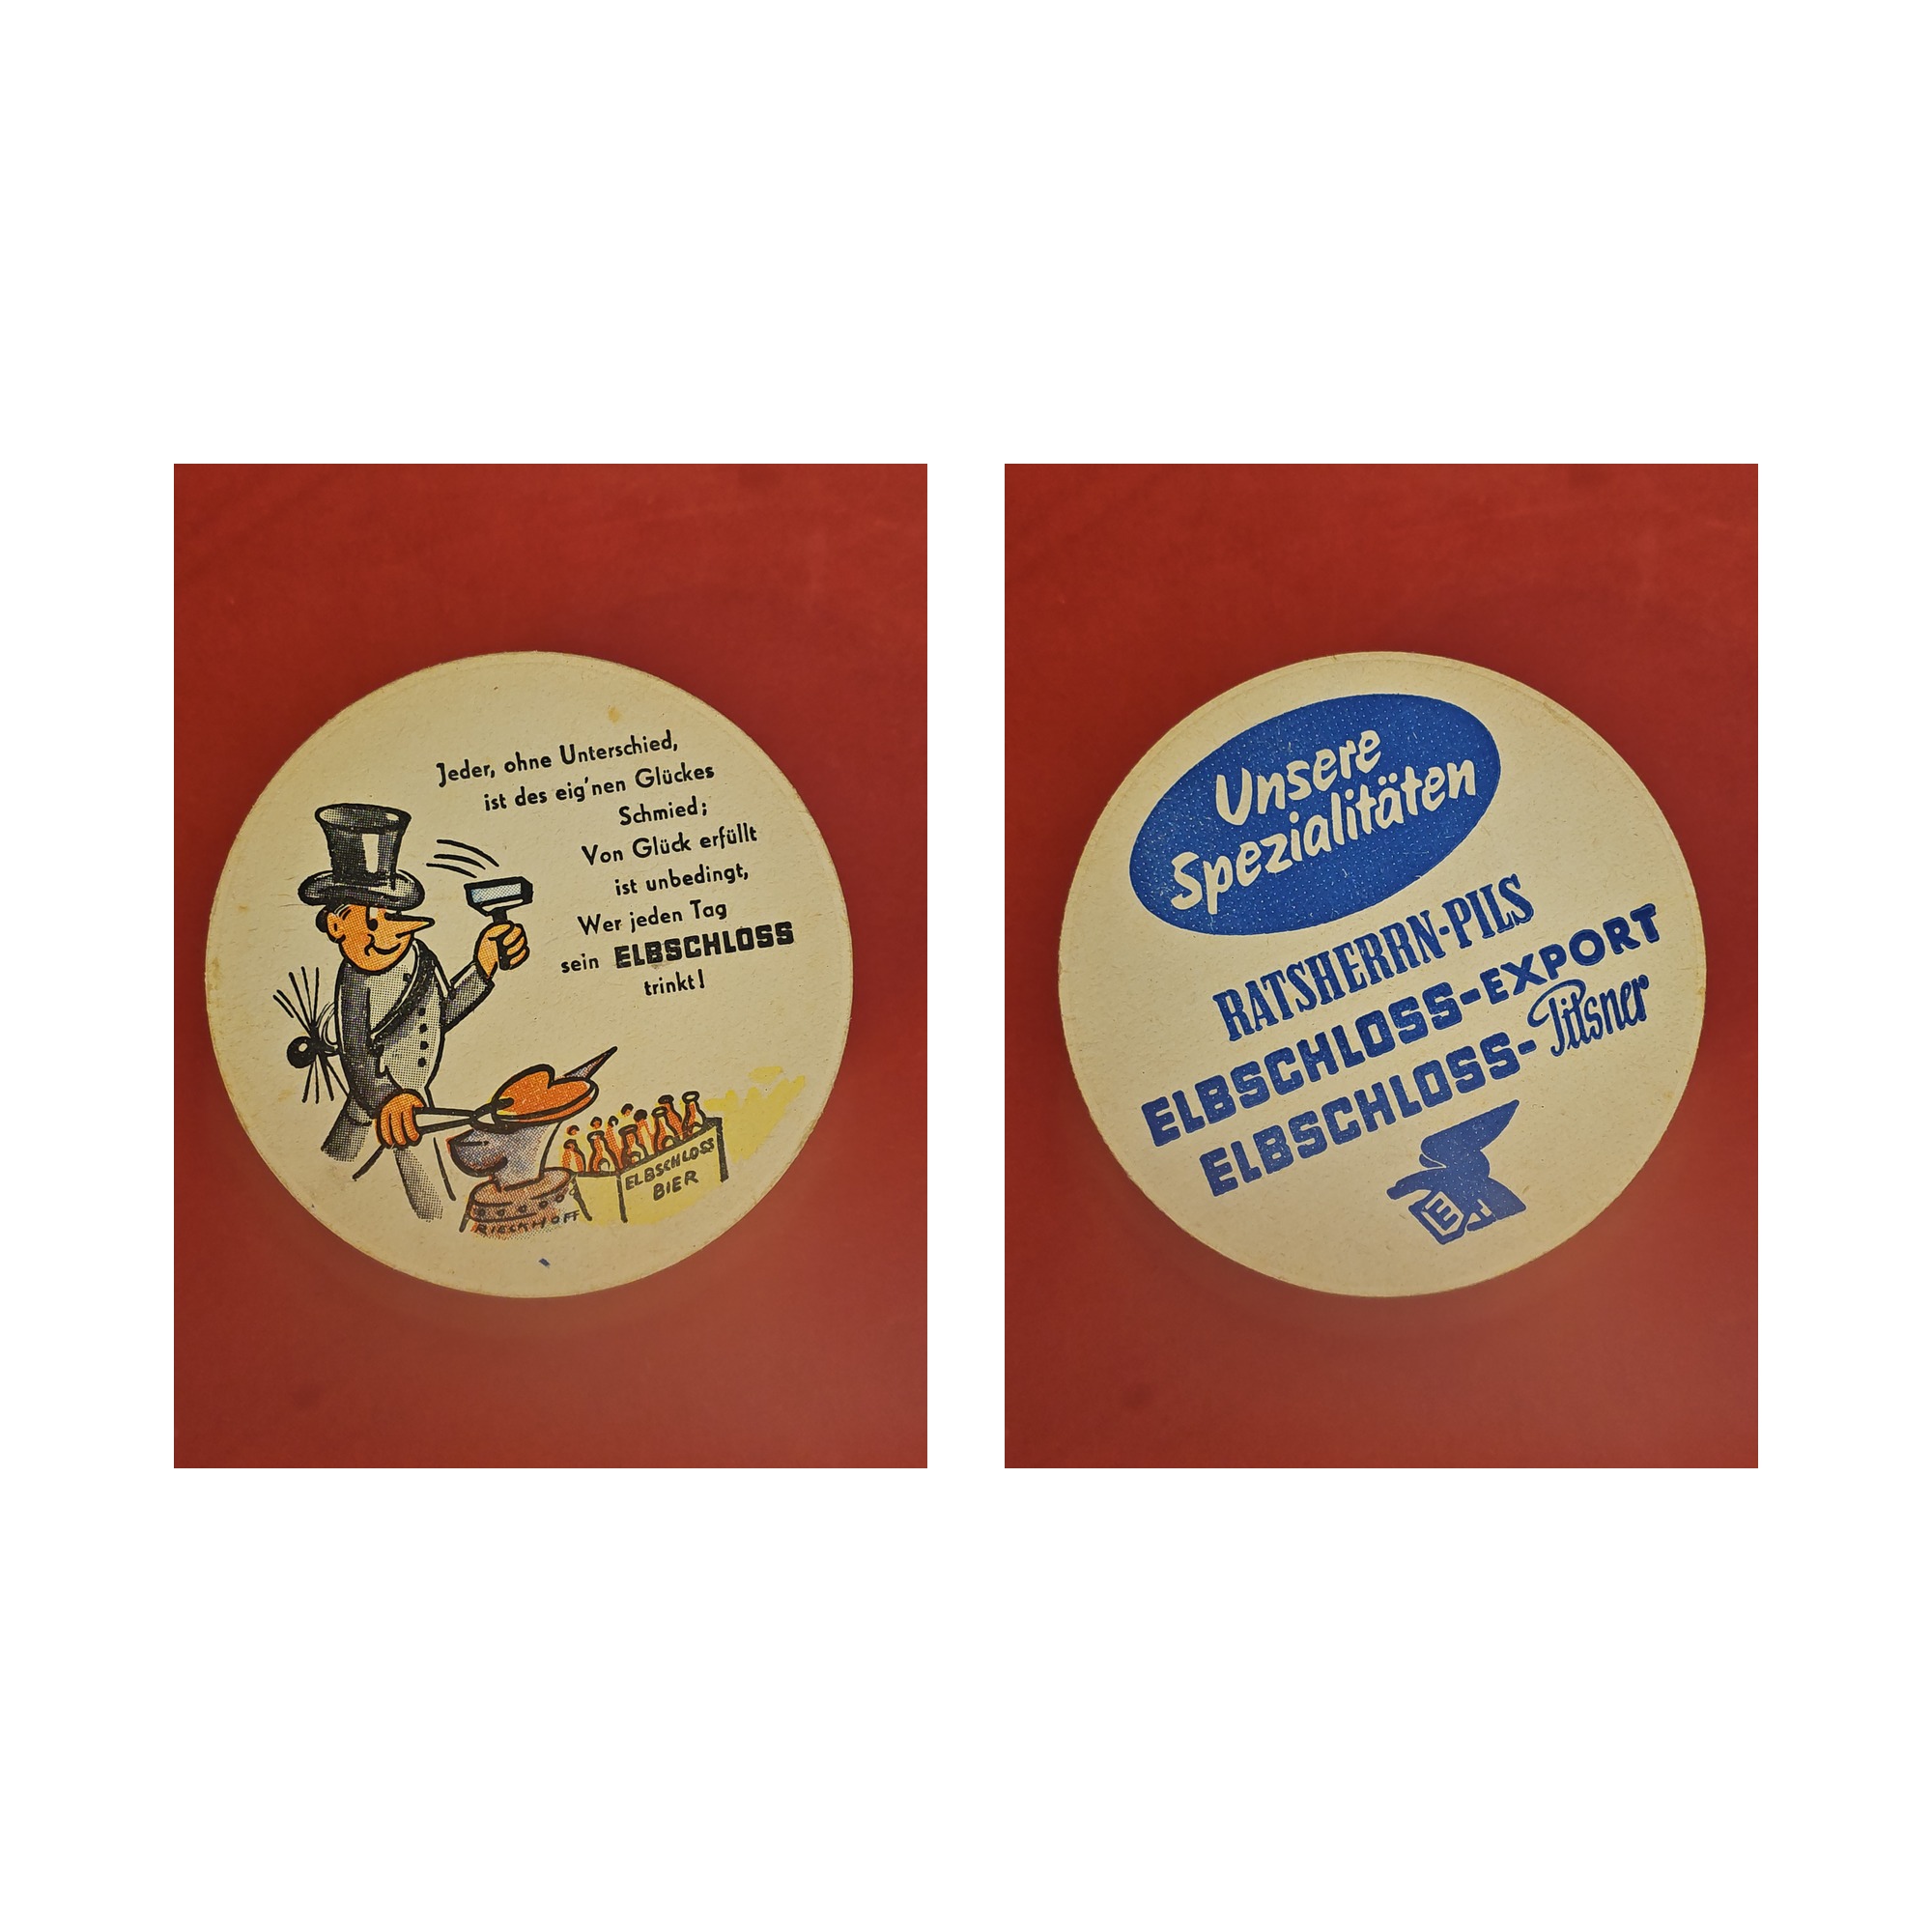 Jeder, ohne Unterschied,
ist des eig'nen Glückes
Schmied;
Von Glück erfüllt
ist unbedingt,
Wer jeden Tag
sein ELBSCHLOSS
trinkt!
ELBSCHLOSS
BIER
RIECKHOFF
Unsere
Spezialitäten
RATSHERRN-PILS
ELBSCHLOSS-EXPORT
ELBSCHLOSS-Pilsner
E